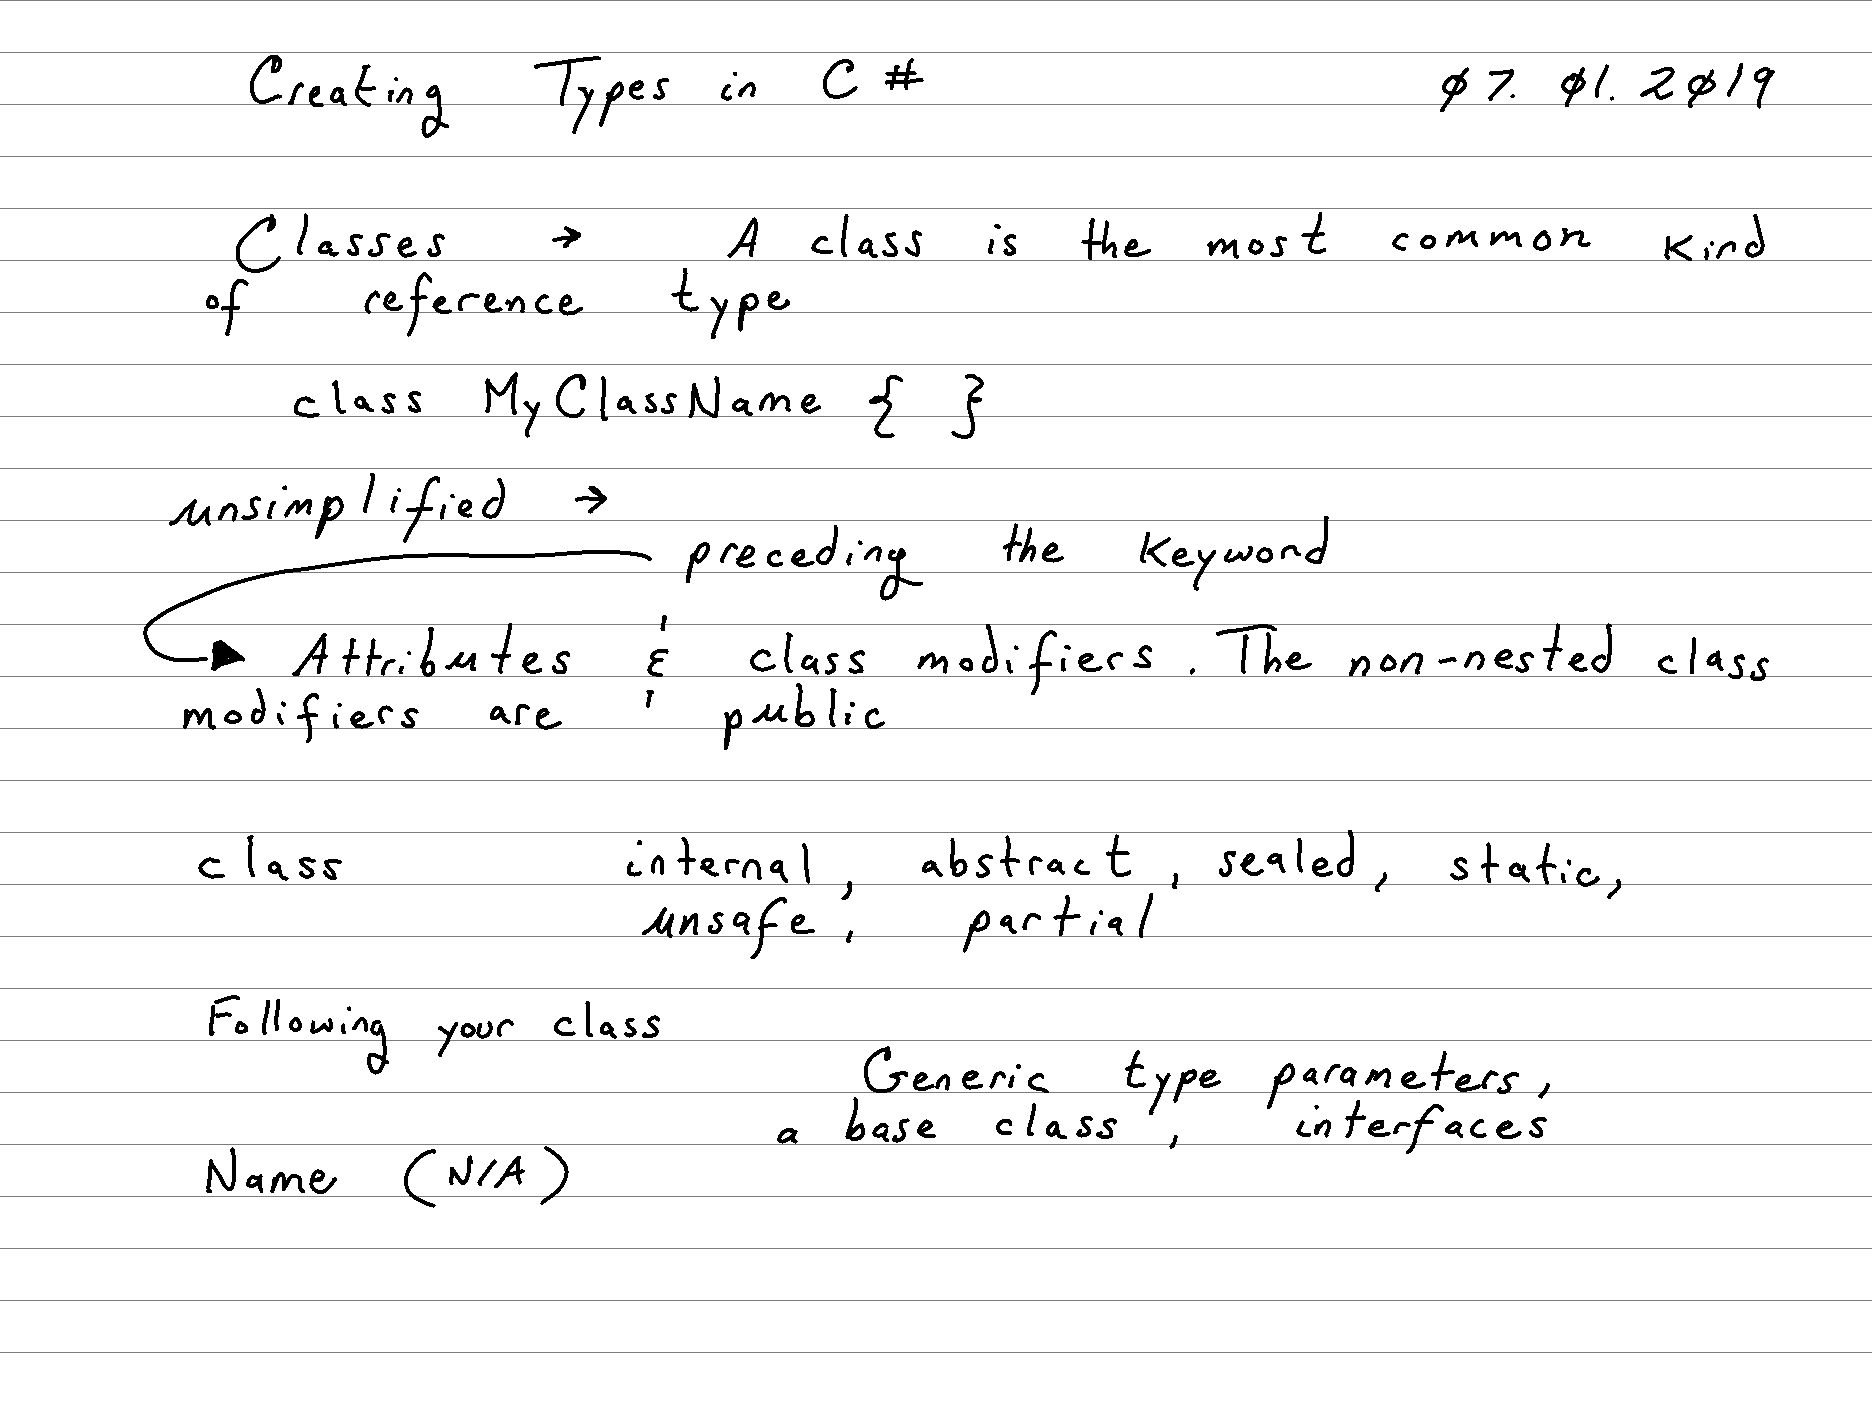 Creating Types in C# 07.01.2019
Classes → A class is the most common kind
of reference type
class MyClassName { }
unsimplified →
preceding the keyword
Attributes & class modifiers. The non-nested class
modifiers are public
class internal, abstract, sealed, static,
unsafe, partial
Following your class
Generic type parameters,
a base class, interfaces
Name (N/A)